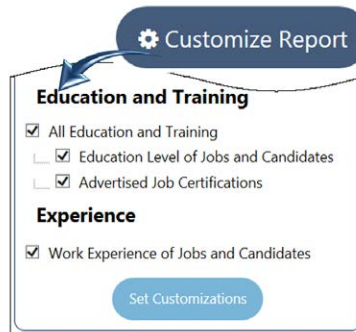 Customize Report
Education and Training
All Education and Training
Education Level of Jobs and Candidates
Advertised Job Certifications
Experience
Work Experience of Jobs and Candidates
Set Customizations